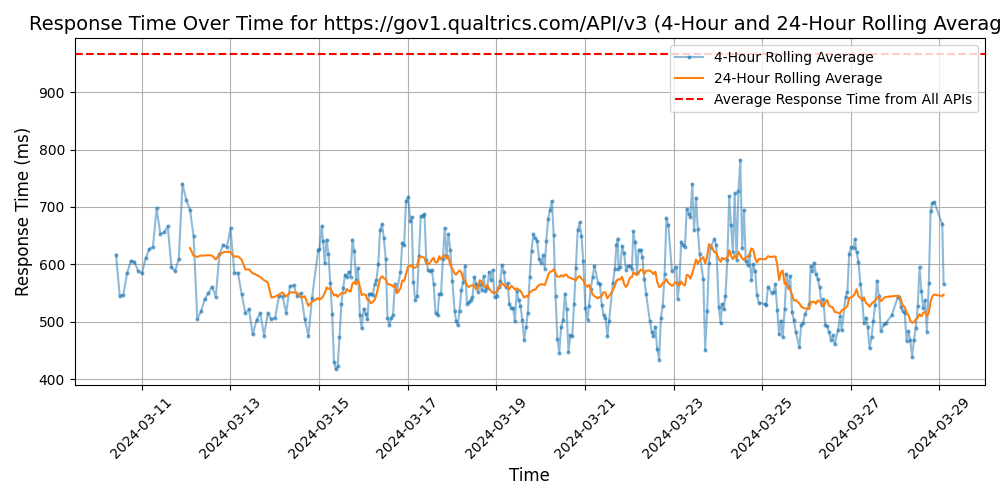 Response Time Over Time for https://gov1.qualtrics.com/API/v3 (4-Hour and 24-Hour Rolling Averag
4-Hour Rolling Average
24-Hour Rolling Average
Average Response Time from All APIs
Response Time (ms)
900
800
700
600
500
400
2024-03-11
2024-03-13
2024-03-15
2024-03-17
2024-03-19
2024-03-21
2024-03-23
2024-03-25
2024-03-27
2024-03-29
Time